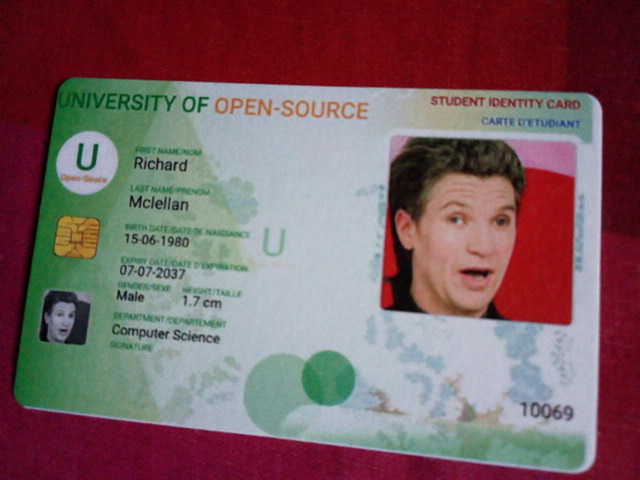 UNIVERSITY OF OPEN-SOURCE
STUDENT IDENTITY CARD
CARTE D'ETUDIANT
U
Open-Souce
FIRST NAME/NOM
Richard
LAST NAME/PRENOM
Mclellan
BIRTH DATE/DATE DE NAISSANCE
15-06-1980
U
EXPIRY DATE/DATE D'EXPIRATION
07-07-2037
GENDER/SEXE HEIGHT/TAILLE
Male 1.7 cm
DEPARTMENT/DEPARTEMENT
Computer Science
SIGNATURE
10069